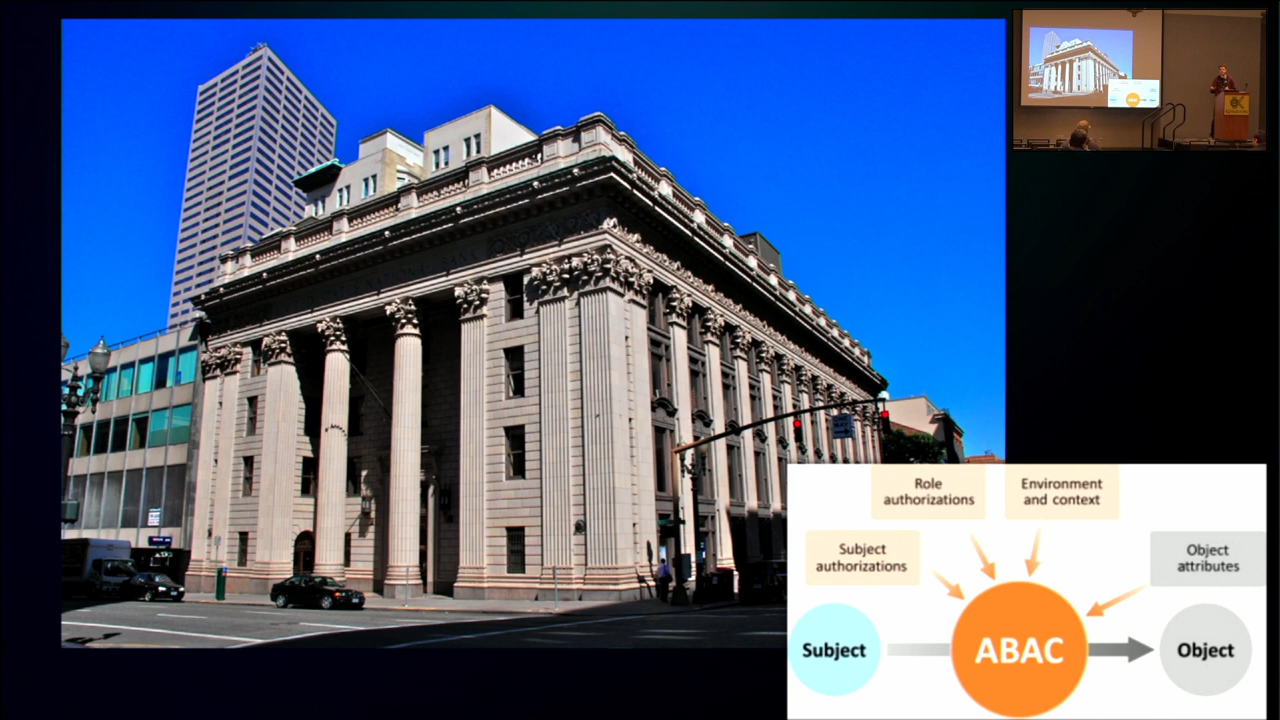 Role
authorizations
Environment
and context
Subject
authorizations
Object
attributes
Subject
ABAC
Object